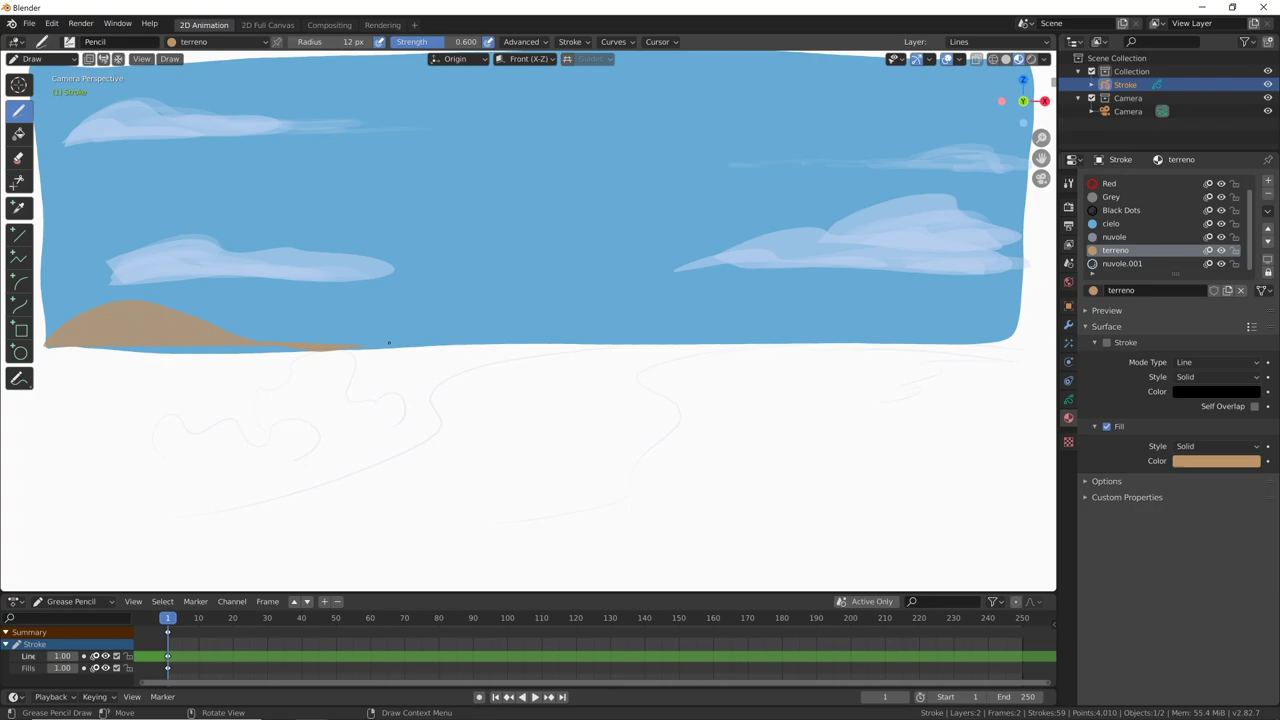 Blender
File Edit Render Window Help 2D Animation 2D Full Canvas Compositing Rendering + Scene View Layer
Pencil terreno Radius 12 px Strength 0.600 Advanced Stroke Curves Cursor Layer: Lines
Draw View Draw Origin Front (X-Z) Guides
Camera Perspective
(1) Stroke
Z
Y
X
Scene Collection
Collection
Stroke
Camera
Camera
Stroke terreno
Red
Grey
Black Dots
cielo
nuvole
terreno
nuvole.001
terreno
Preview
Surface
Stroke
Mode Type Line
Style Solid
Color
Self Overlap
Fill
Style Solid
Color
Options
Custom Properties
Grease Pencil View Select Marker Channel Frame Active Only
1 10 20 30 40 50 60 70 80 90 100 110 120 130 140 150 160 170 180 190 200 210 220 230 240 250
Summary
Stroke
Line 1.00
Fills 1.00
Playback Keying View Marker 1 Start 1 End 250
Grease Pencil Draw Move Rotate View Draw Context Menu Stroke | Layers:2 | Frames:2 | Strokes:59 | Points:4,010 | Objects:1/2 | Mem: 55.4 MiB | v2.82.7